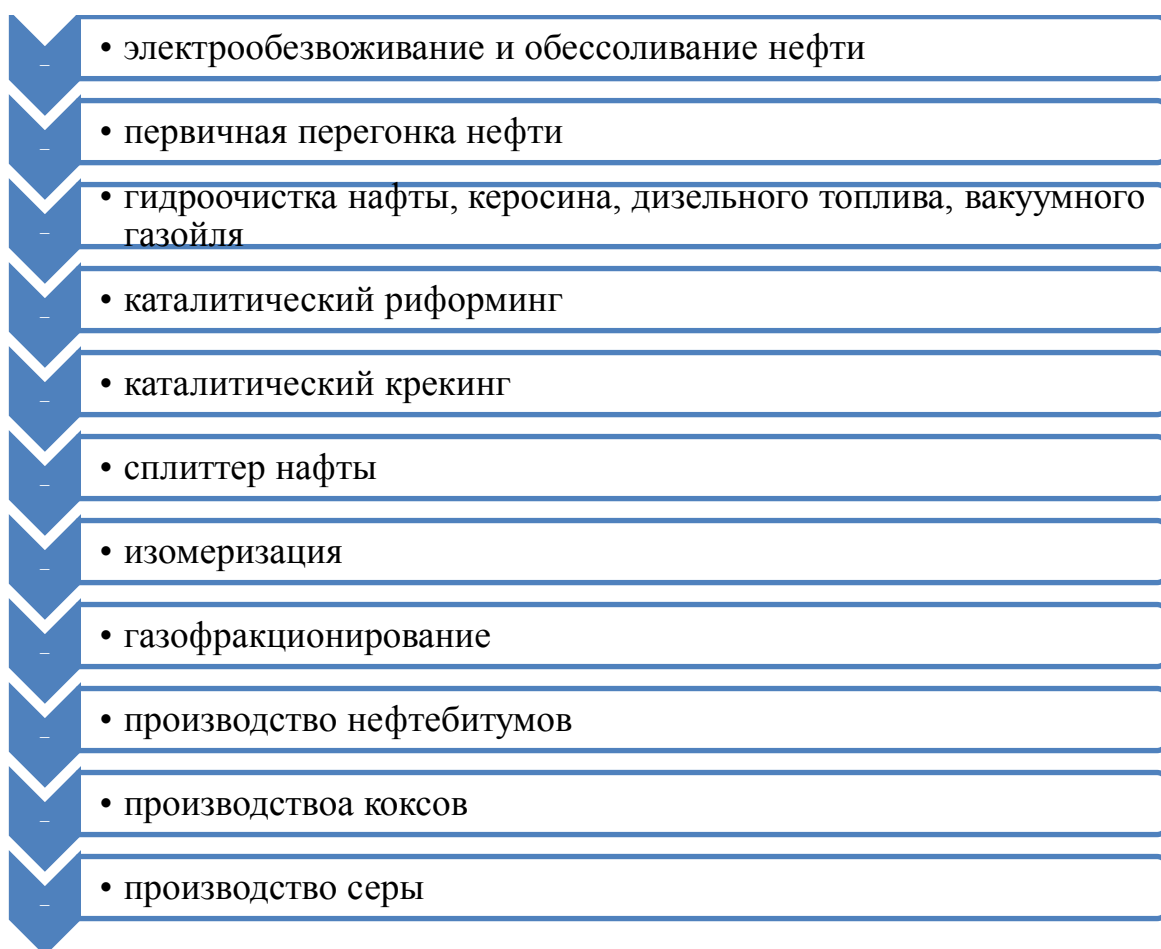 • электрообезвоживание и обессоливание нефти
• первичная перегонка нефти
• гидроочистка нафты, керосина, дизельного топлива, вакуумного
газойля
• каталитический риформинг
• каталитический крекинг
• сплиттер нафты
• изомеризация
• газофракционирование
• производство нефтебитумов
• производствоа коксов
• производство серы